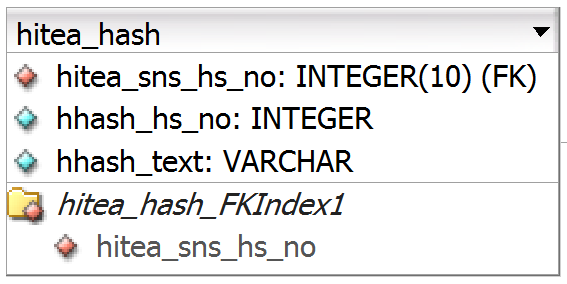 hitea_hash
hitea_sns_hs_no: INTEGER(10) (FK)
hhash_hs_no: INTEGER
hhash_text: VARCHAR
hitea_hash_FKIndex1
hitea_sns_hs_no